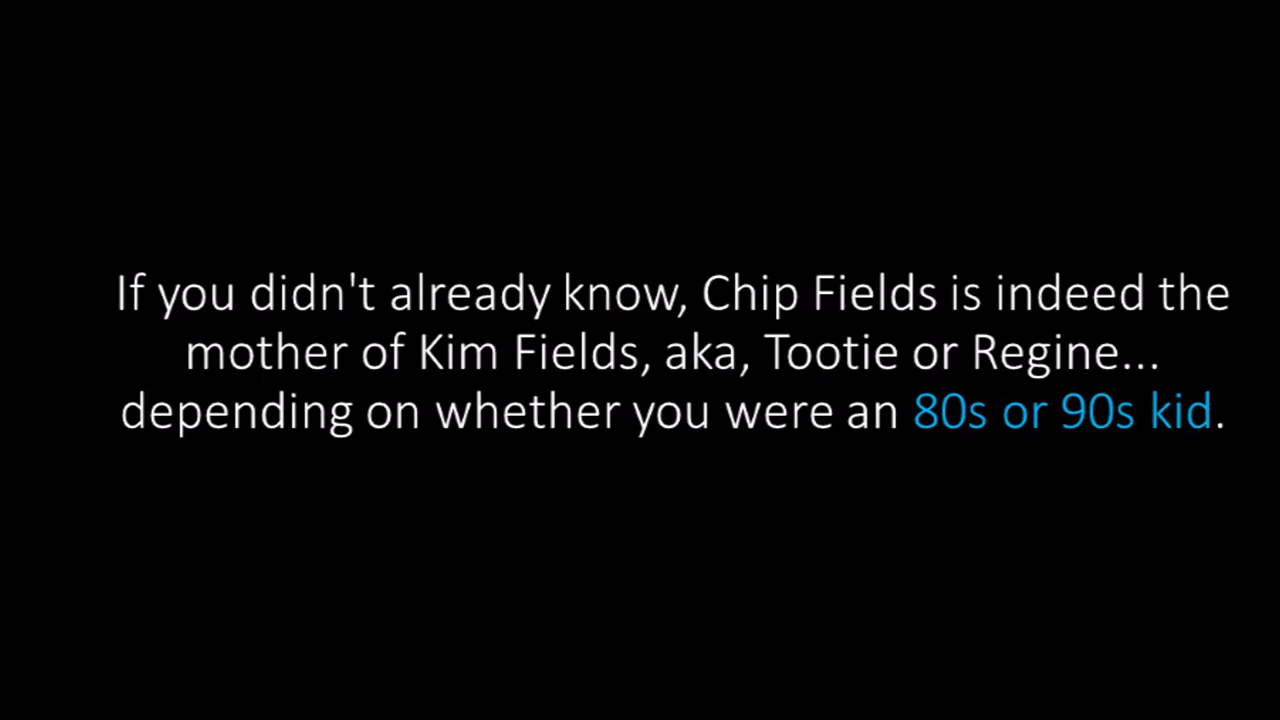 If you didn't already know, Chip Fields is indeed the
mother of Kim Fields, aka, Tootie or Regine...
depending on whether you were an 80s or 90s kid.